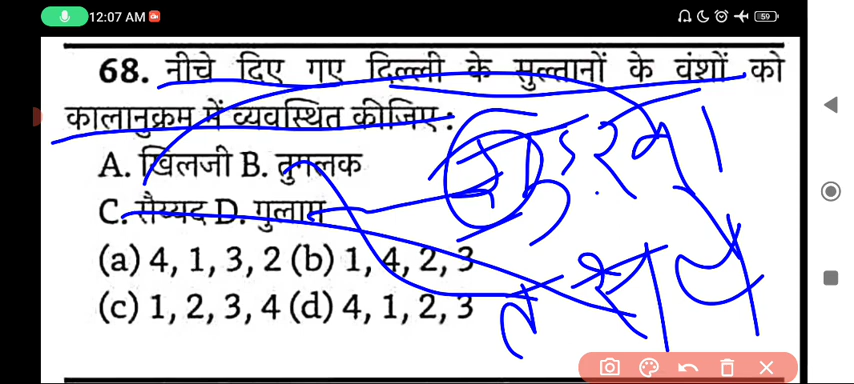 12:07 AM 59
68. नीचे दिए गए दिल्ली के सुल्तानों के वंशों को
कालानुक्रम में व्यवस्थित कीजिए :
A. खिलजी B. तुगलक
C. सैय्यद D. गुलाम
(a) 4, 1, 3, 2 (b) 1, 4, 2, 3
(c) 1, 2, 3, 4 (d) 4, 1, 2, 3